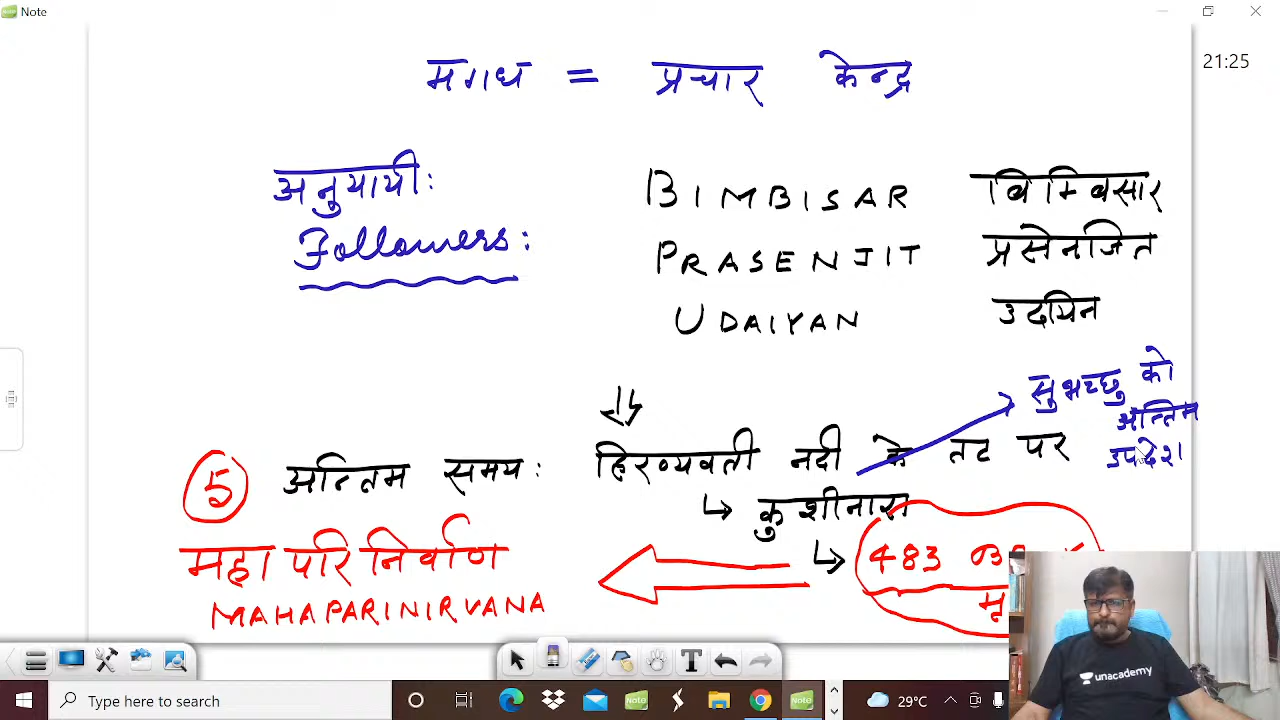 Note
21:25
मगध = प्रचार केन्द्र
अनुयायी:
Followers:
BIMBISAR बिम्बिसार
PRASENJIT प्रसेनजित
UDAIYAN उदयिन
सुभच्छु को
अन्तिम
उपदेश
5 अन्तिम समय: हिरण्यवती नदी के तट पर
↳ कुशीनारा
महापरिनिर्वाण
↳ 483
MAHAPARINIRVANA
unacademy
Type here to search
29°C